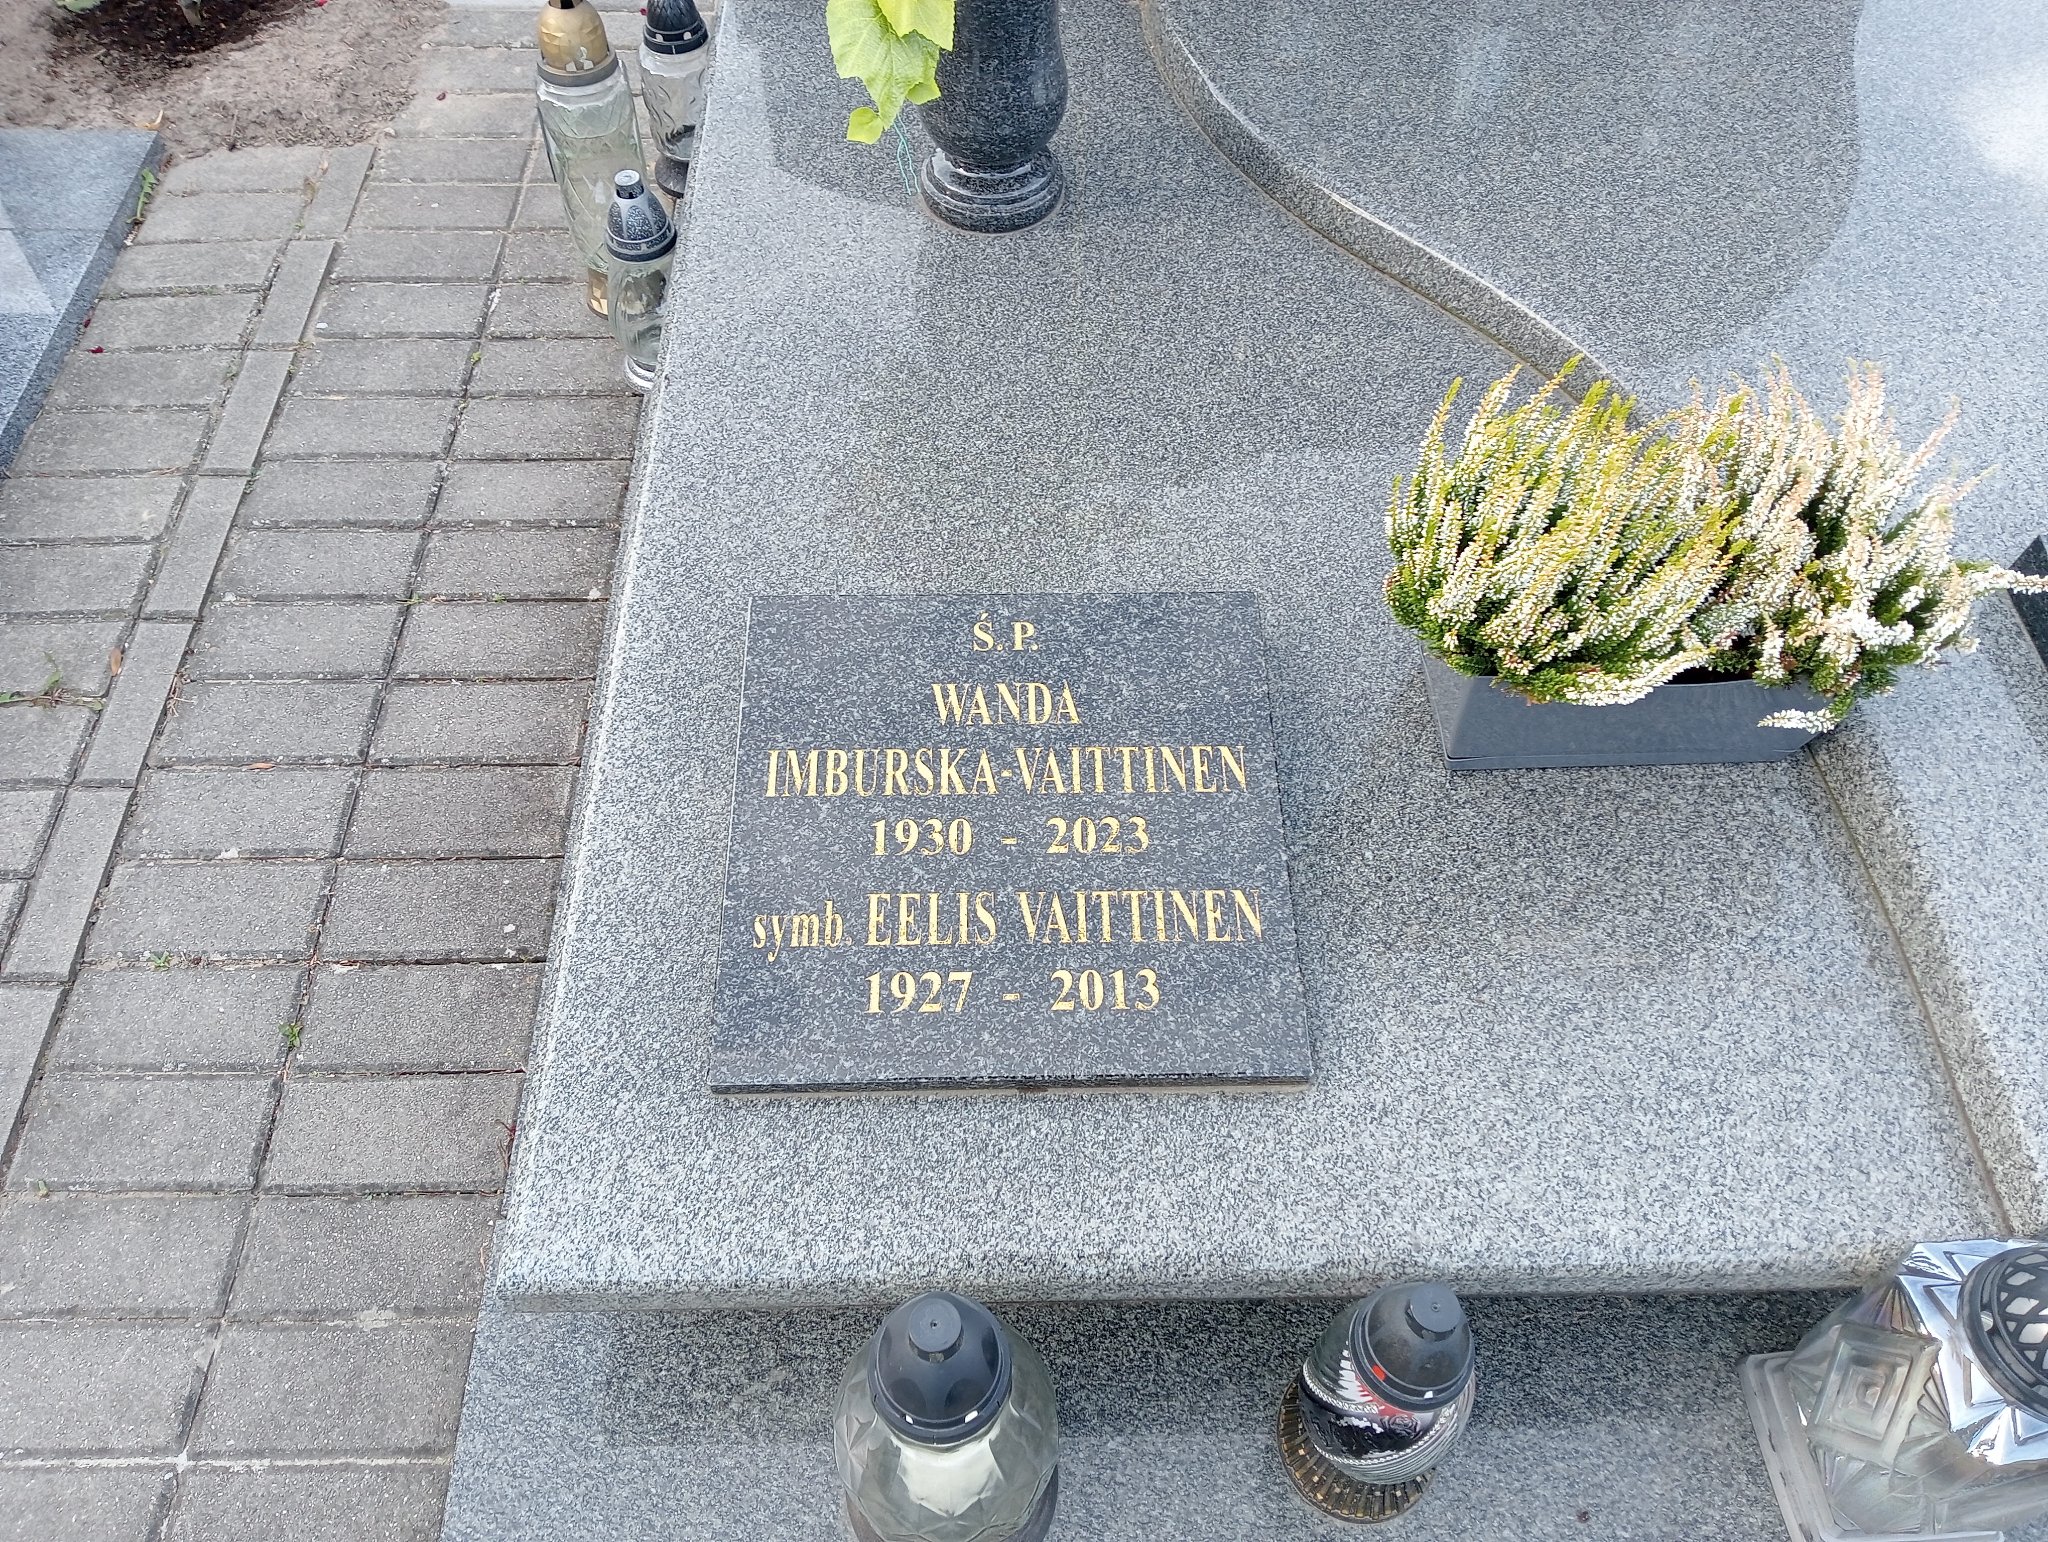 Ś. P.
WANDA
IMBURSKA-VAITTINEN
1930 - 2023
symb. EELIS VAITTINEN
1927 - 2013